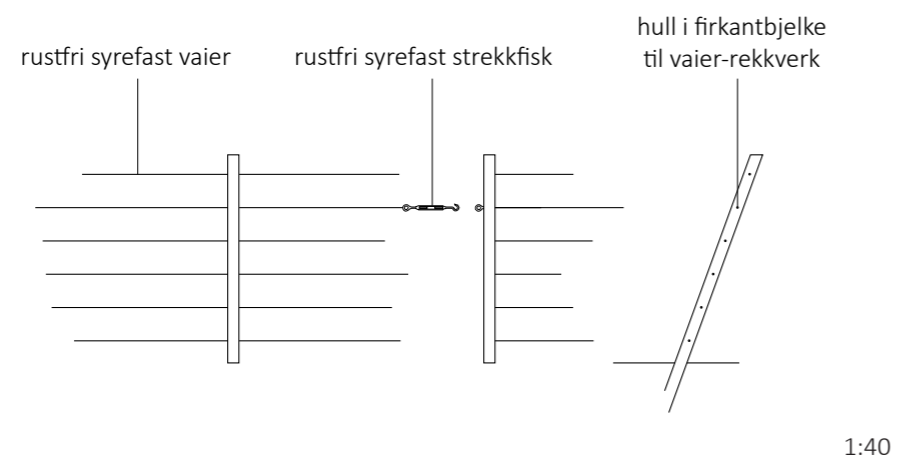 rustfri syrefast vaier
rustfri syrefast strekkfisk
hull i firkantbjelke
til vaier-rekkverk
1:40